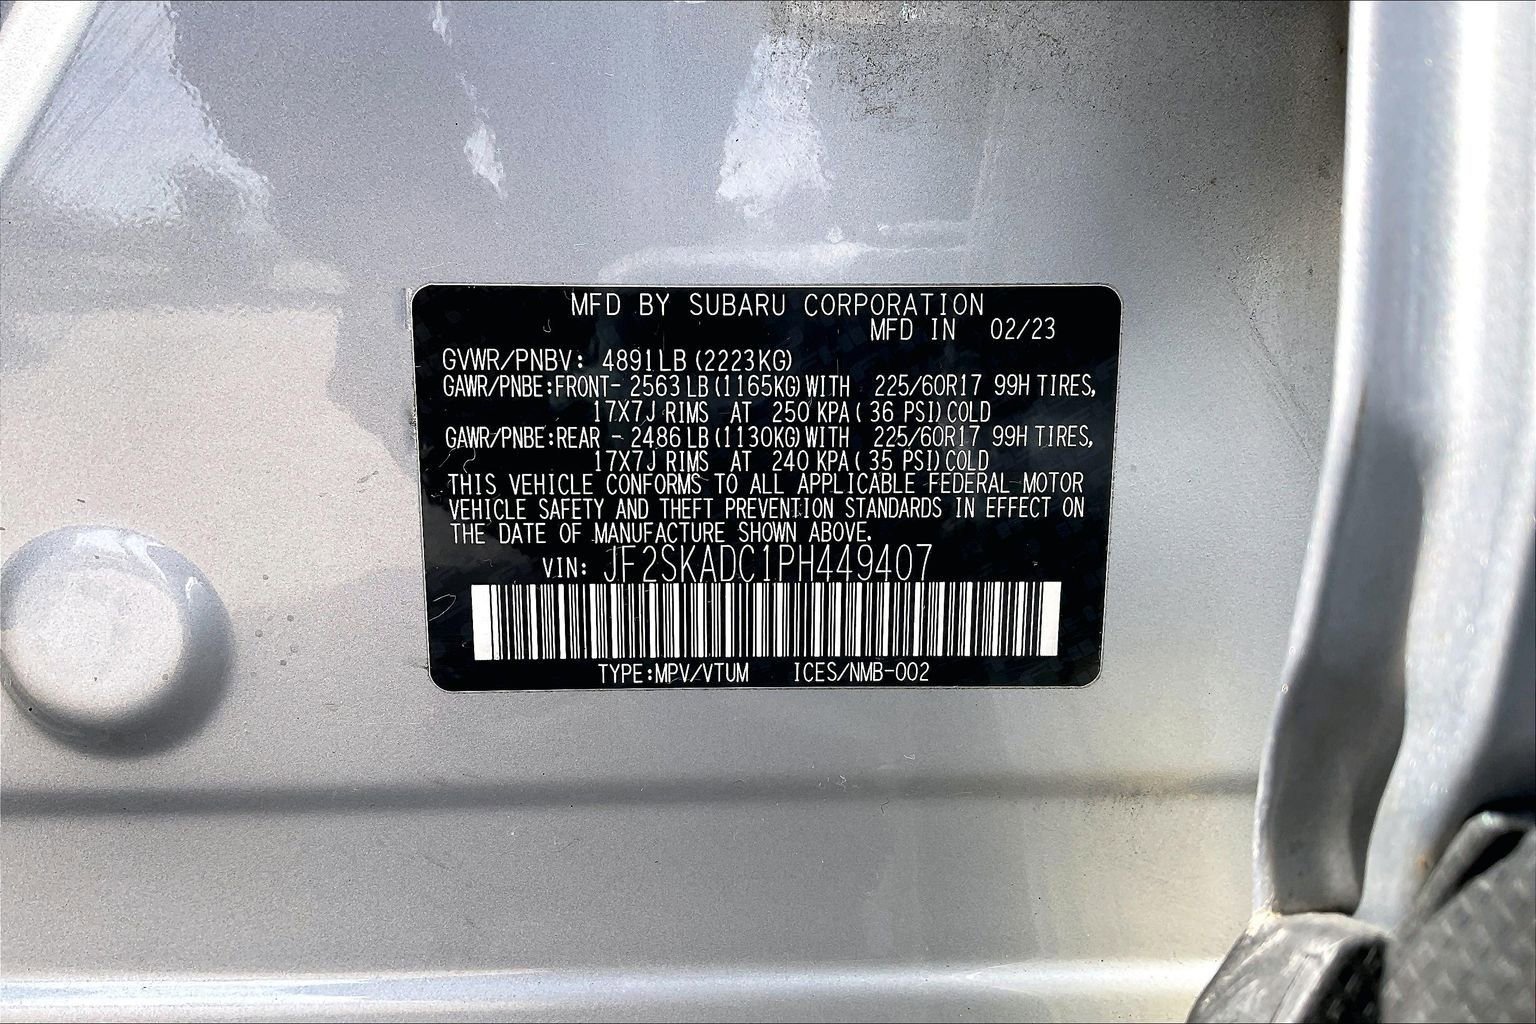 MFD BY SUBARU CORPORATION
MFD IN 02/23
GVWR/PNBV: 4891LB (2223KG)
GAWR/PNBE:FRONT- 2563LB (1165KG) WITH 225/60R17 99H TIRES,
17X7J RIMS AT 250 KPA( 36 PSI) COLD
GAWR/PNBE:REAR - 2486LB (1130KG) WITH 225/60R17 99H TIRES,
17X7J RIMS AT 240 KPA( 35 PSI) COLD
THIS VEHICLE CONFORMS TO ALL APPLICABLE FEDERAL MOTOR
VEHICLE SAFETY AND THEFT PREVENTION STANDARDS IN EFFECT ON
THE DATE OF MANUFACTURE SHOWN ABOVE.
VIN: JF2SKADC1PH449407
TYPE:MPV/VTUM ICES/NMB-002